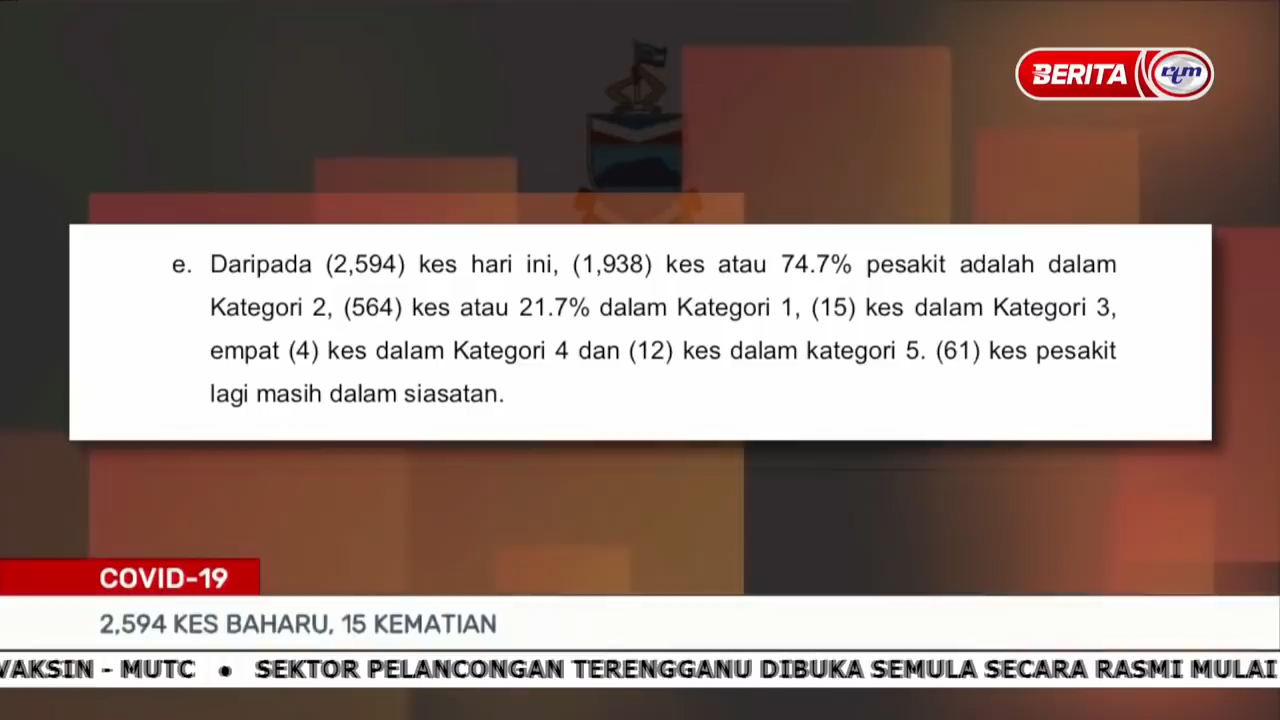 BERITA rtm
e. Daripada (2,594) kes hari ini, (1,938) kes atau 74.7% pesakit adalah dalam
Kategori 2, (564) kes atau 21.7% dalam Kategori 1, (15) kes dalam Kategori 3,
empat (4) kes dalam Kategori 4 dan (12) kes dalam kategori 5. (61) kes pesakit
lagi masih dalam siasatan.
COVID-19
2,594 KES BAHARU, 15 KEMATIAN
VAKSIN - MUTC • SEKTOR PELANCONGAN TERENGGANU DIBUKA SEMULA SECARA RASMI MULAI